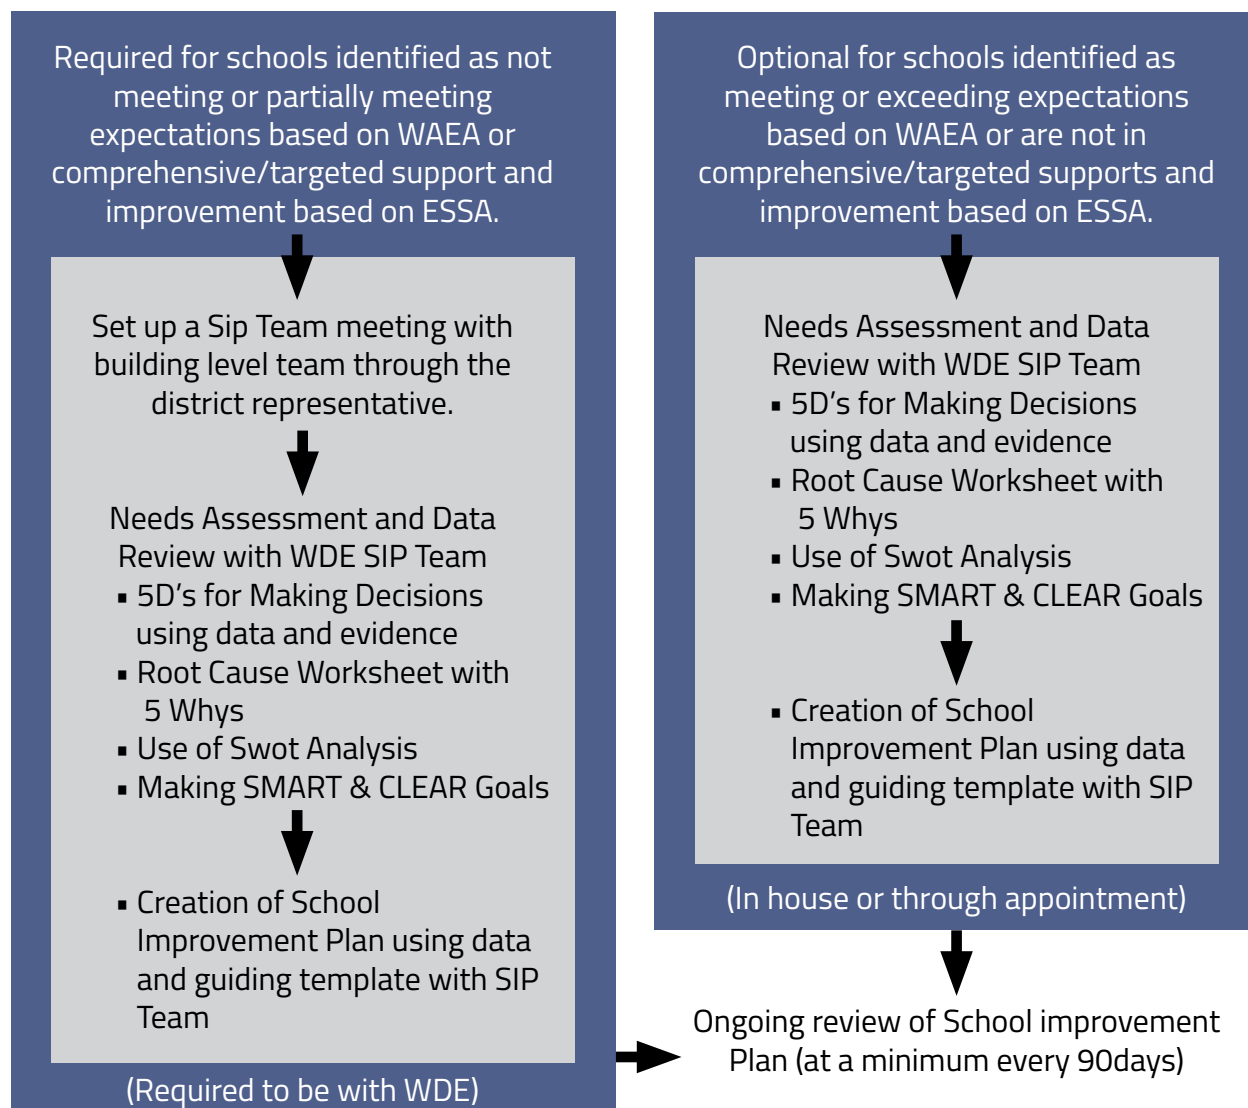 Required for schools identified as not
meeting or partially meeting
expectations based on WAEA or
comprehensive/targeted support and
improvement based on ESSA.
Set up a Sip Team meeting with
building level team through the
district representative.
Needs Assessment and Data
Review with WDE SIP Team
▪ 5D’s for Making Decisions
using data and evidence
▪ Root Cause Worksheet with
5 Whys
▪ Use of Swot Analysis
▪ Making SMART & CLEAR Goals
▪ Creation of School
Improvement Plan using data
and guiding template with SIP
Team
(Required to be with WDE)
Optional for schools identified as
meeting or exceeding expectations
based on WAEA or are not in
comprehensive/targeted supports and
improvement based on ESSA.
Needs Assessment and Data
Review with WDE SIP Team
▪ 5D’s for Making Decisions
using data and evidence
▪ Root Cause Worksheet with
5 Whys
▪ Use of Swot Analysis
▪ Making SMART & CLEAR Goals
▪ Creation of School
Improvement Plan using data
and guiding template with SIP
Team
(In house or through appointment)
Ongoing review of School improvement
Plan (at a minimum every 90days)